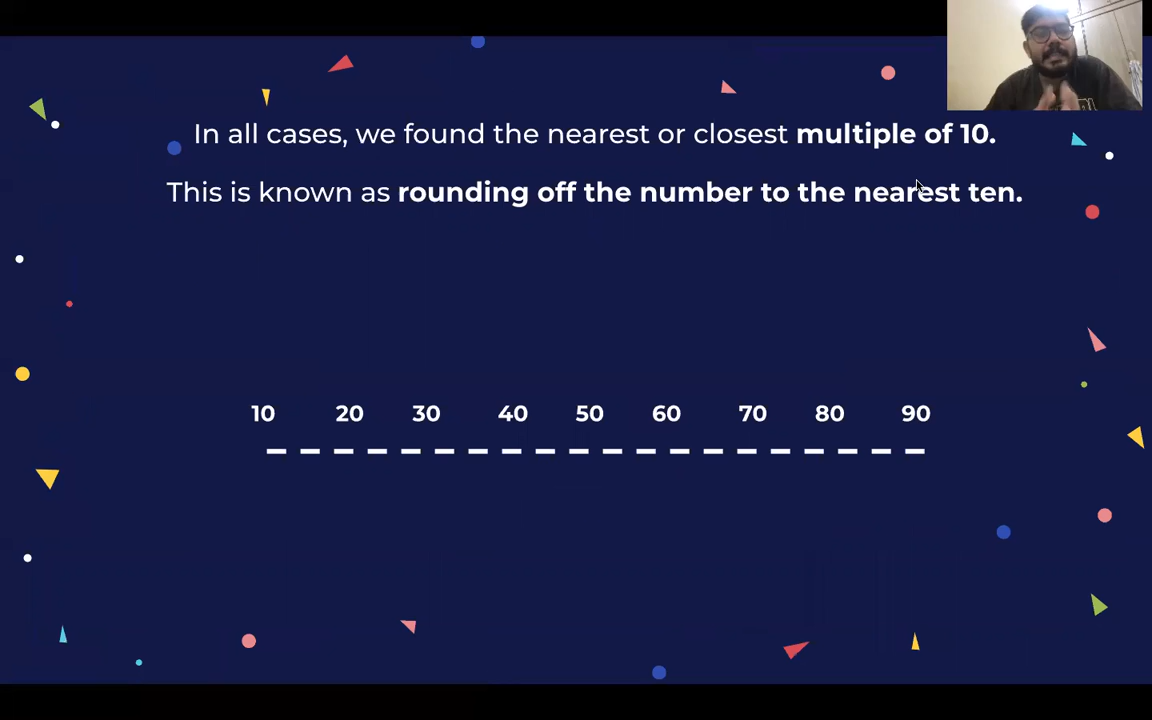 In all cases, we found the nearest or closest multiple of 10.
This is known as rounding off the number to the nearest ten.
10 20 30 40 50 60 70 80 90